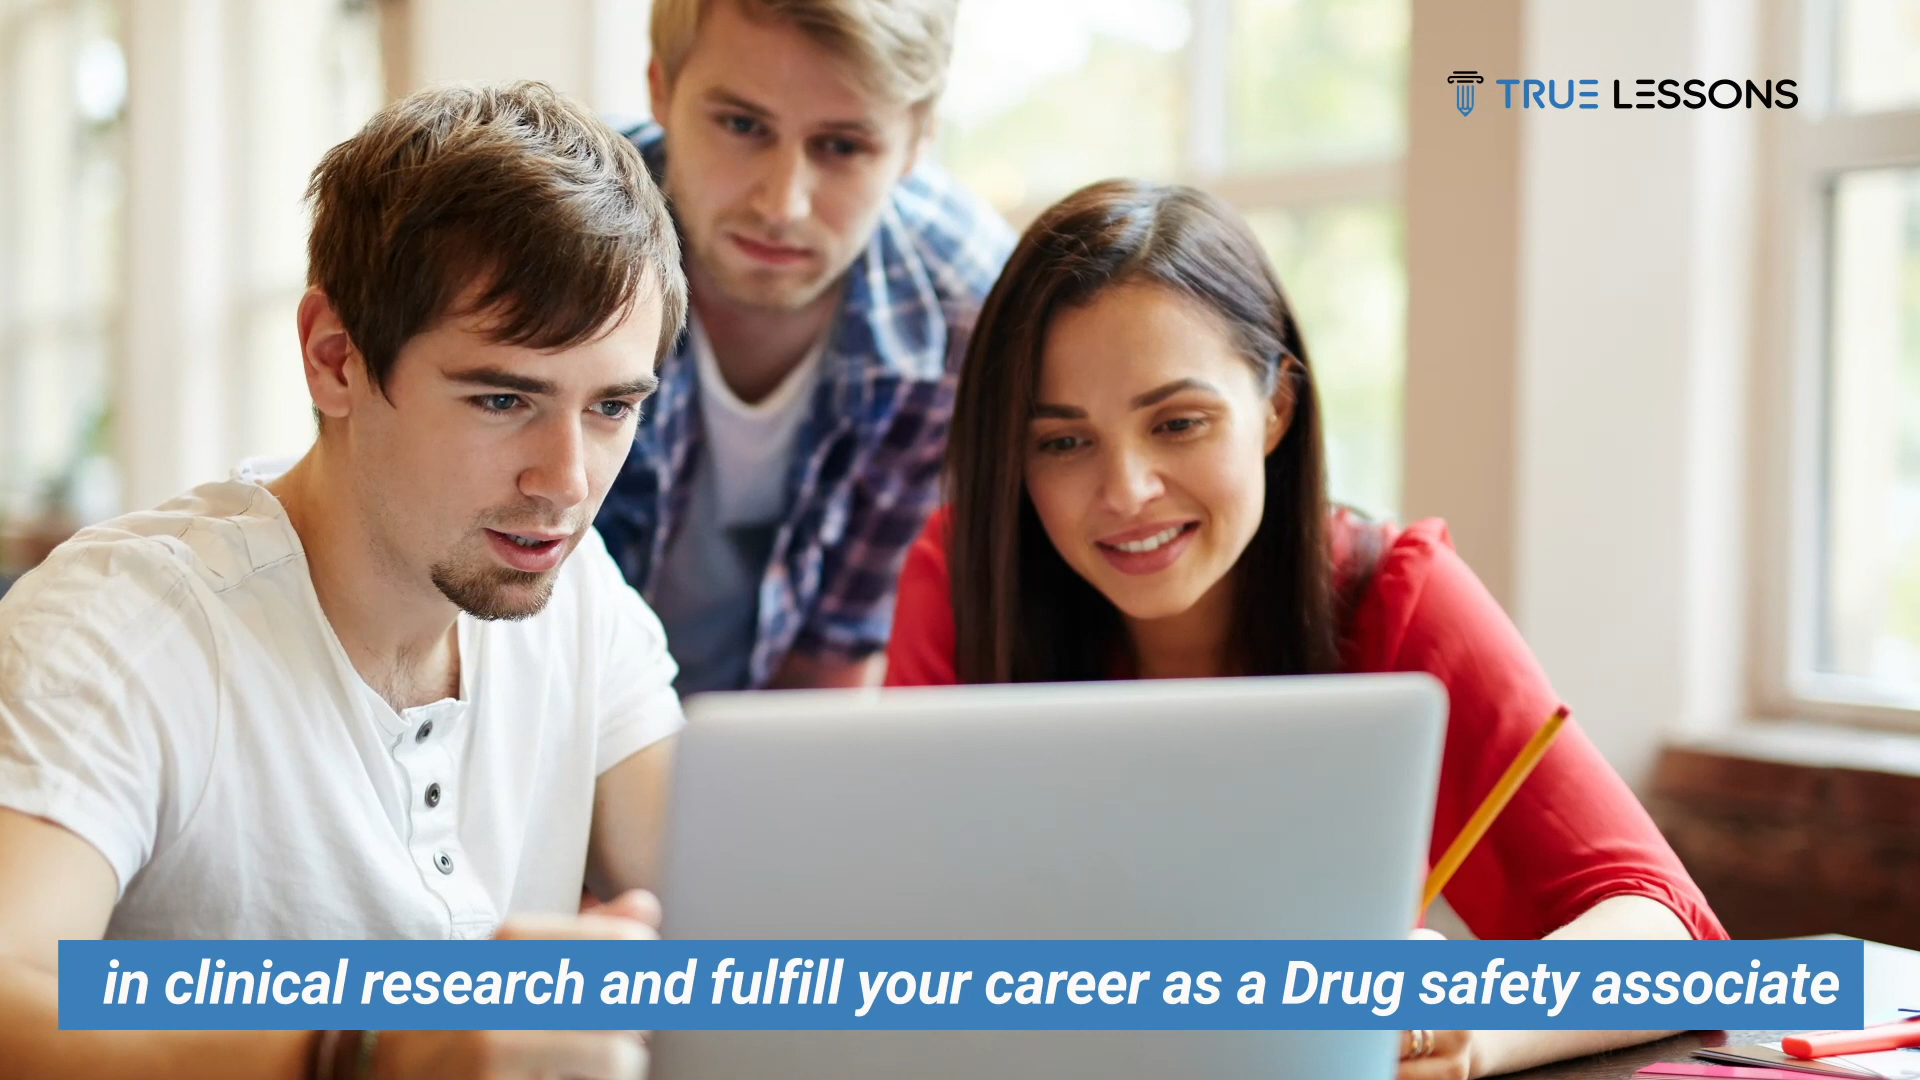 TRUE LESSONS
in clinical research and fulfill your career as a Drug safety associate